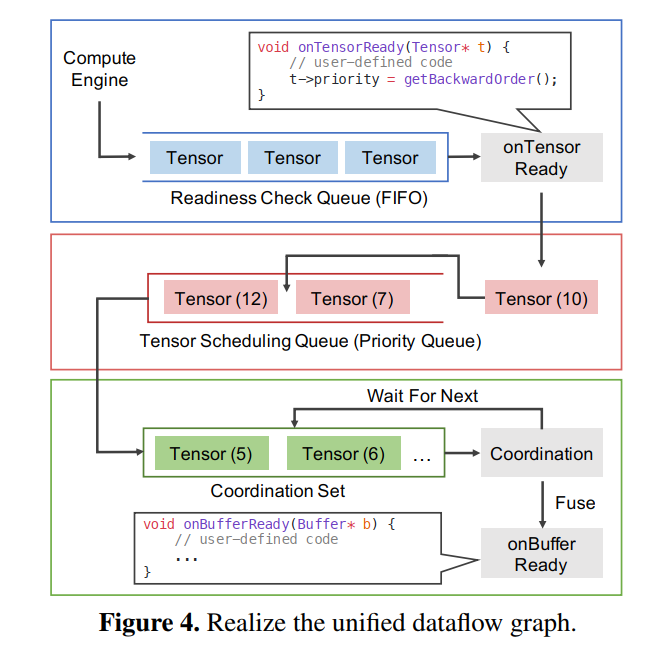 Compute
Engine
void onTensorReady(Tensor* t) {
// user-defined code
t->priority = getBackwardOrder();
}
Tensor
Tensor
Tensor
onTensor
Ready
Readiness Check Queue (FIFO)
Tensor (12)
Tensor (7)
Tensor (10)
Tensor Scheduling Queue (Priority Queue)
Wait For Next
Tensor (5)
Tensor (6)
...
Coordination
Coordination Set
Fuse
void onBufferReady(Buffer* b) {
// user-defined code
...
}
onBuffer
Ready
Figure 4. Realize the unified dataflow graph.